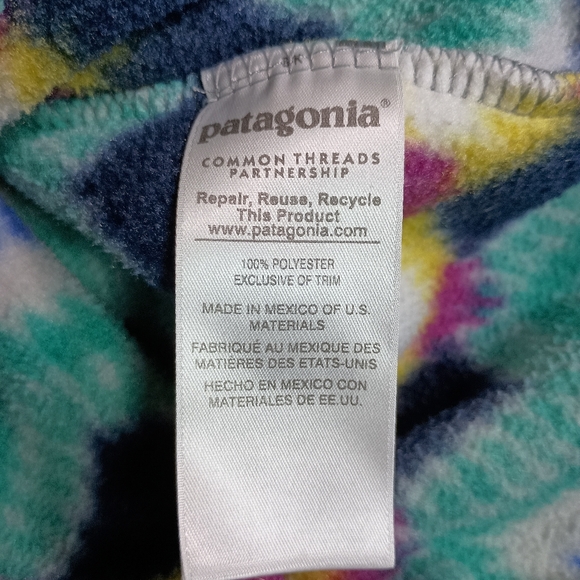 patagonia®
COMMON THREADS
PARTNERSHIP
Repair, Reuse, Recycle
This Product
www.patagonia.com
100% POLYESTER
EXCLUSIVE OF TRIM
MADE IN MEXICO OF U.S.
MATERIALS
FABRIQUÉ AU MEXIQUE DES
MATIÈRES DES ETATS-UNIS
HECHO EN MEXICO CON
MATERIALES DE EE.UU.